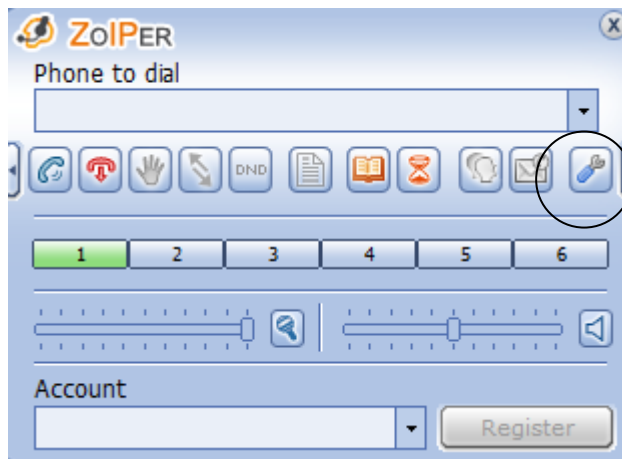 ZoIPER
Phone to dial
DND
1 2 3 4 5 6
Account
Register